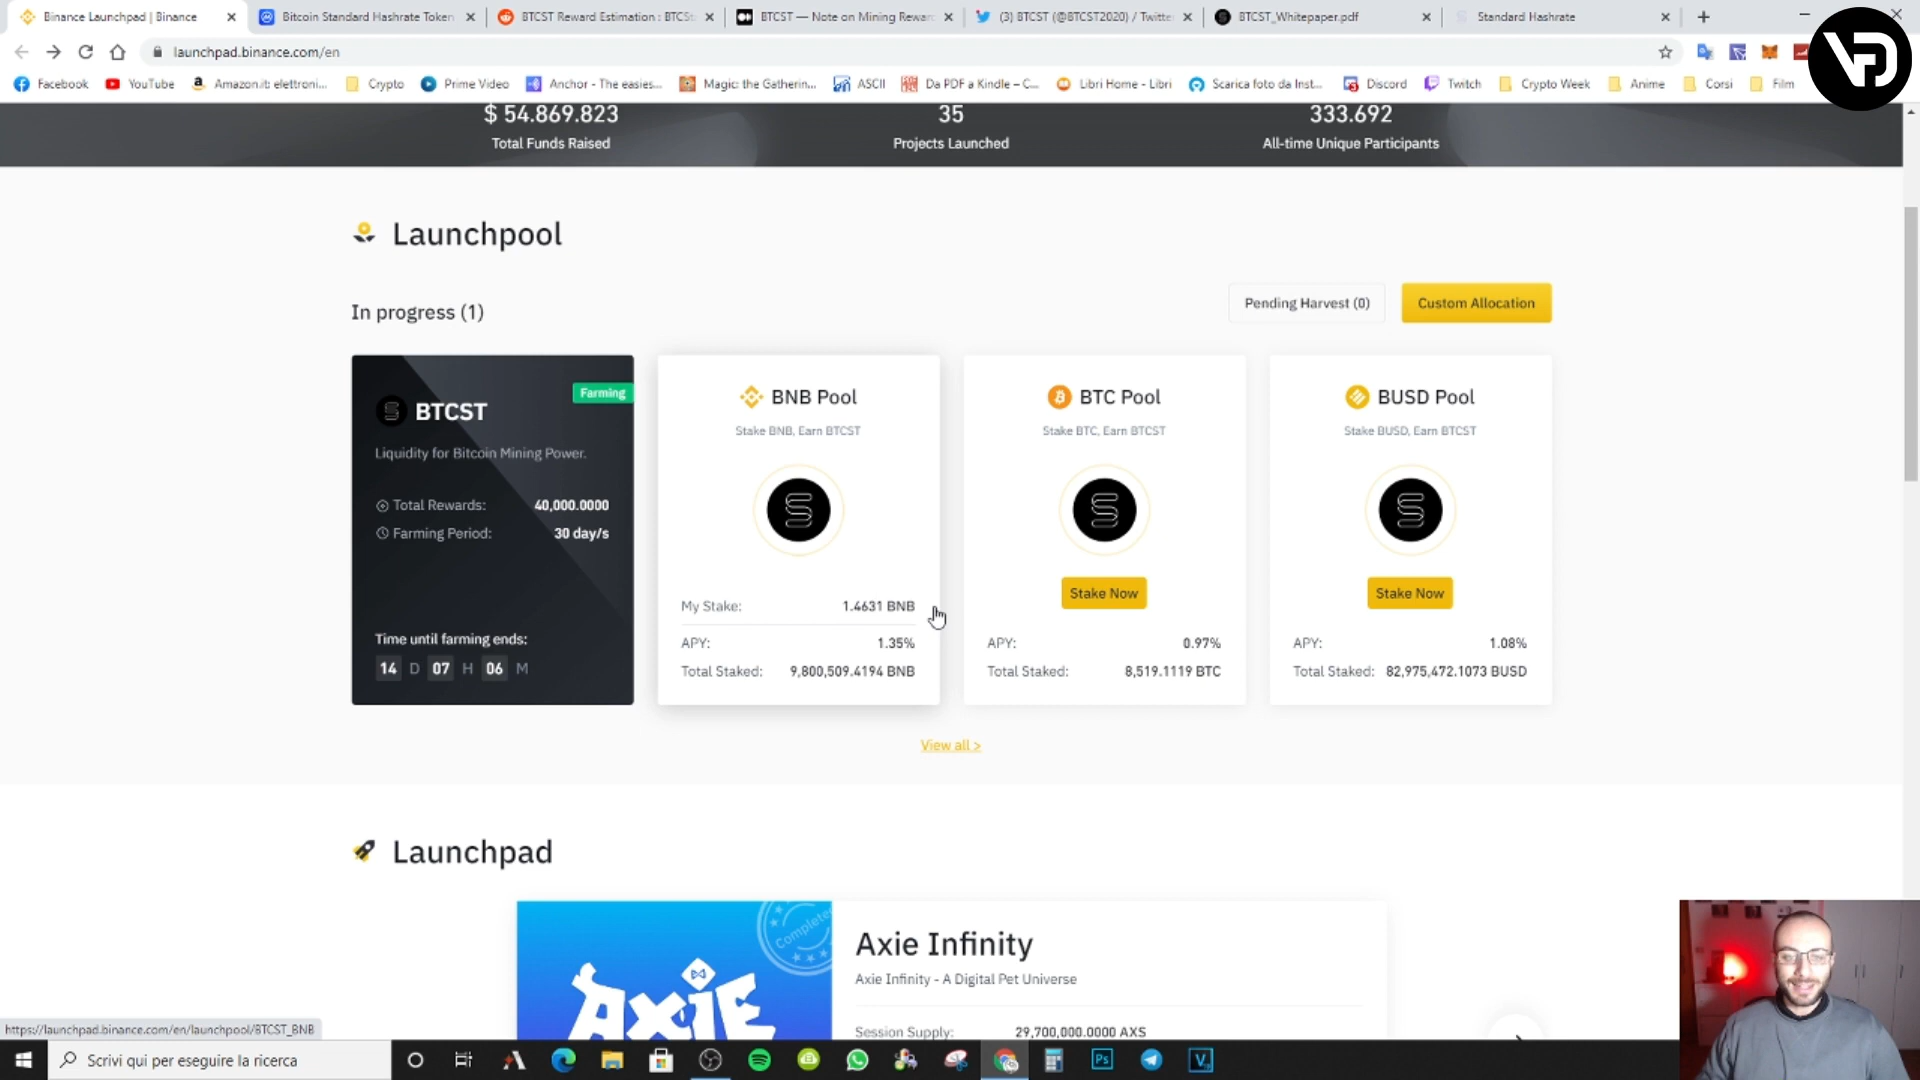 Binance Launchpad | Binance
Bitcoin Standard Hashrate Token
BTCST Reward Estimation : BTCS
BTCST — Note on Mining Rewar
(3) BTCST (@BTCST2020) / Twitte
BTCST_Whitepaper.pdf
Standard Hashrate
launchpad.binance.com/en
Facebook
YouTube
Amazon.it: elettroni...
Crypto
Prime Video
Anchor - The easies...
Magic: the Gatherin...
ASCII
Da PDF a Kindle – C...
Libri Home - Libri
Scarica foto da Inst...
Discord
Twitch
Crypto Week
Anime
Corsi
Film
$ 54.869.823
35
333.692
Total Funds Raised
Projects Launched
All-time Unique Participants
Launchpool
In progress (1)
Pending Harvest (0)
Custom Allocation
Farming
BTCST
Liquidity for Bitcoin Mining Power.
Total Rewards: 40,000.0000
Farming Period: 30 day/s
Time until farming ends:
14 D 07 H 06 M
BNB Pool
Stake BNB, Earn BTCST
My Stake: 1.4631 BNB
APY: 1.35%
Total Staked: 9,800,509.4194 BNB
BTC Pool
Stake BTC, Earn BTCST
Stake Now
APY: 0.97%
Total Staked: 8,519.1119 BTC
BUSD Pool
Stake BUSD, Earn BTCST
Stake Now
APY: 1.08%
Total Staked: 82,975,472.1073 BUSD
View all >
Launchpad
Completed
AXIE
Axie Infinity
Axie Infinity - A Digital Pet Universe
Session Supply: 29,700,000.0000 AXS
https://launchpad.binance.com/en/launchpool/BTCST_BNB
Scrivi qui per eseguire la ricerca
Ps